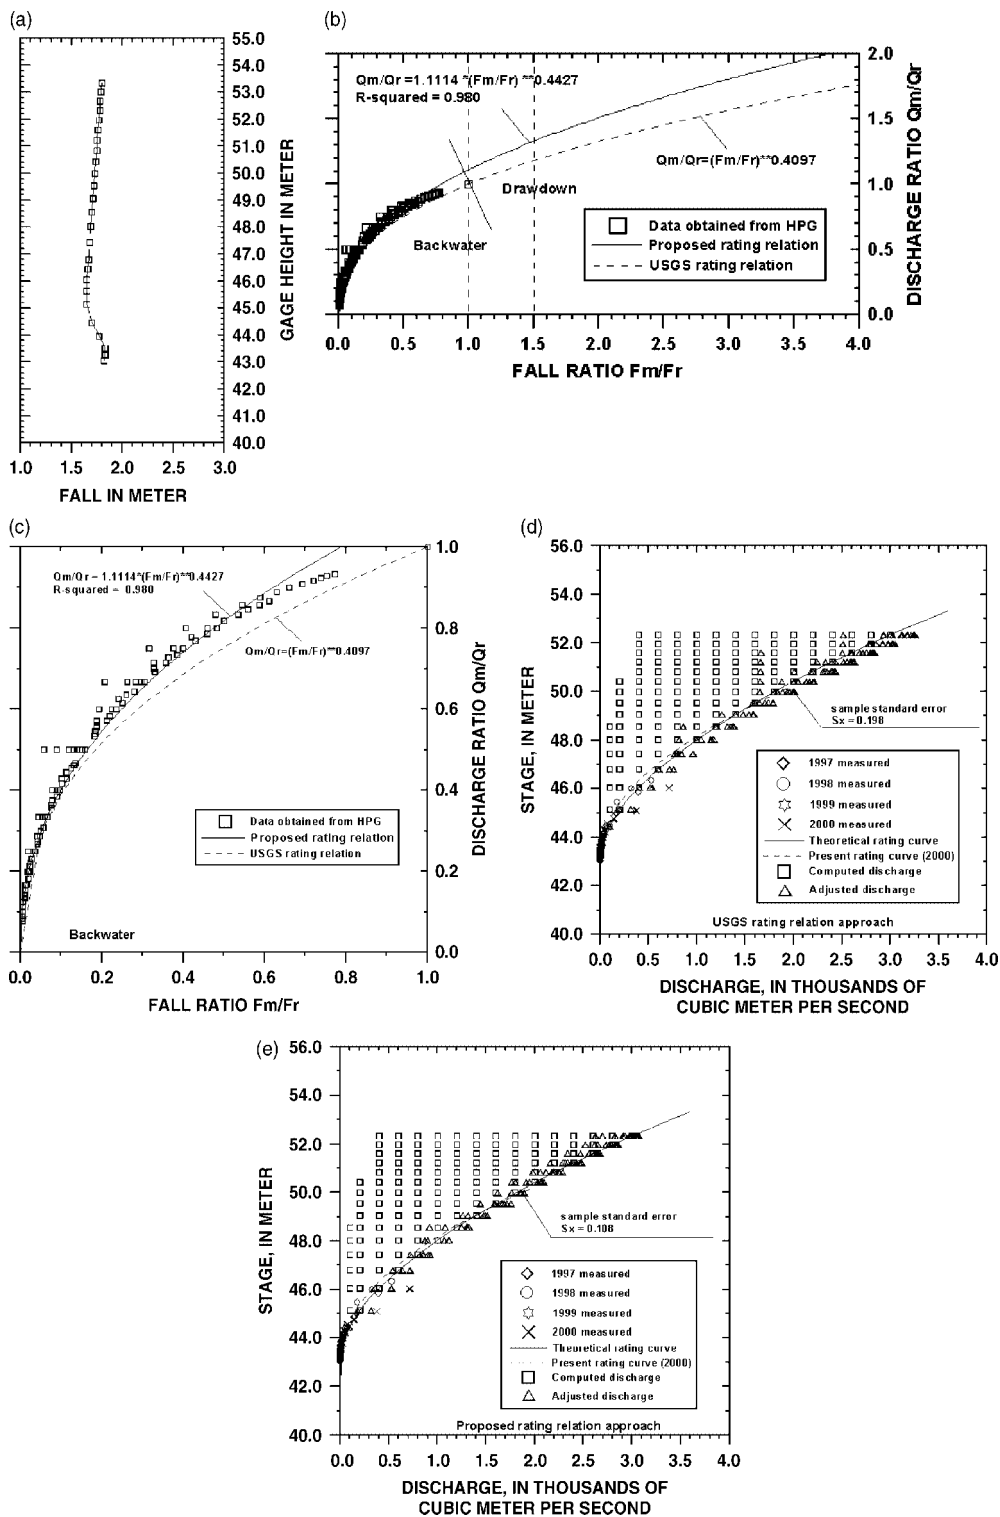 (a)
55.0
54.0
53.0
52.0
51.0
50.0
49.0
48.0
47.0
46.0
45.0
44.0
43.0
42.0
41.0
40.0
GAGE HEIGHT IN METER
1.0 1.5 2.0 2.5 3.0
FALL IN METER
(b)
Qm/Qr=1.1114 *(Fm/Fr) **0.4427
R-squared = 0.980
Qm/Qr=(Fm/Fr)**0.4097
Drawdown
Backwater
Data obtained from HPG
Proposed rating relation
USGS rating relation
2.0
1.5
1.0
0.5
0.0
DISCHARGE RATIO Qm/Qr
0.0 0.5 1.0 1.5 2.0 2.5 3.0 3.5 4.0
FALL RATIO Fm/Fr
(c)
Qm/Qr = 1.1114*(Fm/Fr)**0.4427
R-squared = 0.980
Qm/Qr=(Fm/Fr)**0.4097
Data obtained from HPG
Proposed rating relation
USGS rating relation
Backwater
1.0
0.8
0.6
0.4
0.2
0.0
DISCHARGE RATIO Qm/Qr
0.0 0.2 0.4 0.6 0.8 1.0
FALL RATIO Fm/Fr
(d)
56.0
54.0
52.0
50.0
48.0
46.0
44.0
42.0
40.0
STAGE, IN METER
sample standard error
Sx = 0.198
1997 measured
1998 measured
1999 measured
2000 measured
Theoretical rating curve
Present rating curve (2000)
Computed discharge
Adjusted discharge
USGS rating relation approach
0.0 0.5 1.0 1.5 2.0 2.5 3.0 3.5 4.0
DISCHARGE, IN THOUSANDS OF
CUBIC METER PER SECOND
(e)
56.0
54.0
52.0
50.0
48.0
46.0
44.0
42.0
40.0
STAGE, IN METER
sample standard error
Sx = 0.108
1997 measured
1998 measured
1999 measured
2000 measured
Theoretical rating curve
Present rating curve (2000)
Computed discharge
Adjusted discharge
Proposed rating relation approach
0.0 0.5 1.0 1.5 2.0 2.5 3.0 3.5 4.0
DISCHARGE, IN THOUSANDS OF
CUBIC METER PER SECOND